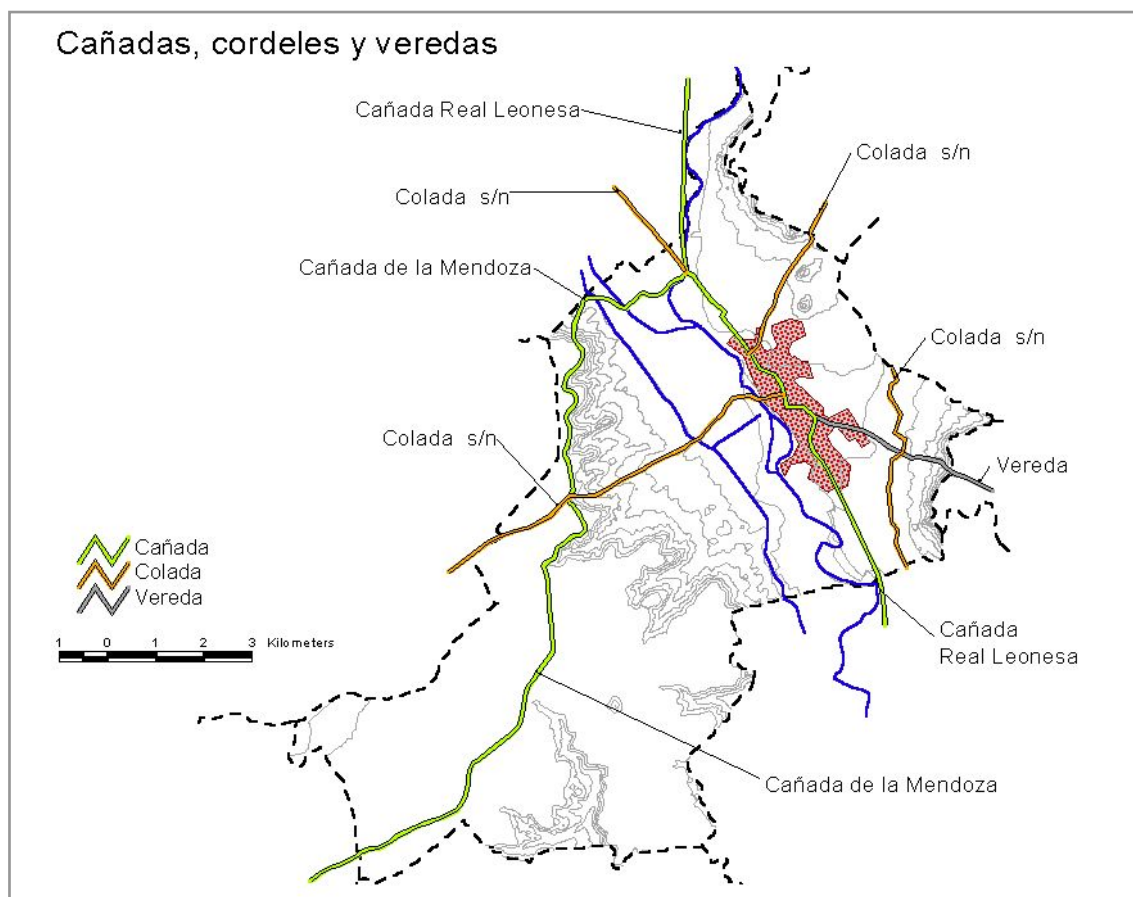 Cañadas, cordeles y veredas
Cañada Real Leonesa
Colada s/n
Colada s/n
Cañada de la Mendoza
Colada s/n
Colada s/n
Vereda
Cañada
Colada
Vereda
1 0 1 2 3 Kilometers
Cañada
Real Leonesa
Cañada de la Mendoza